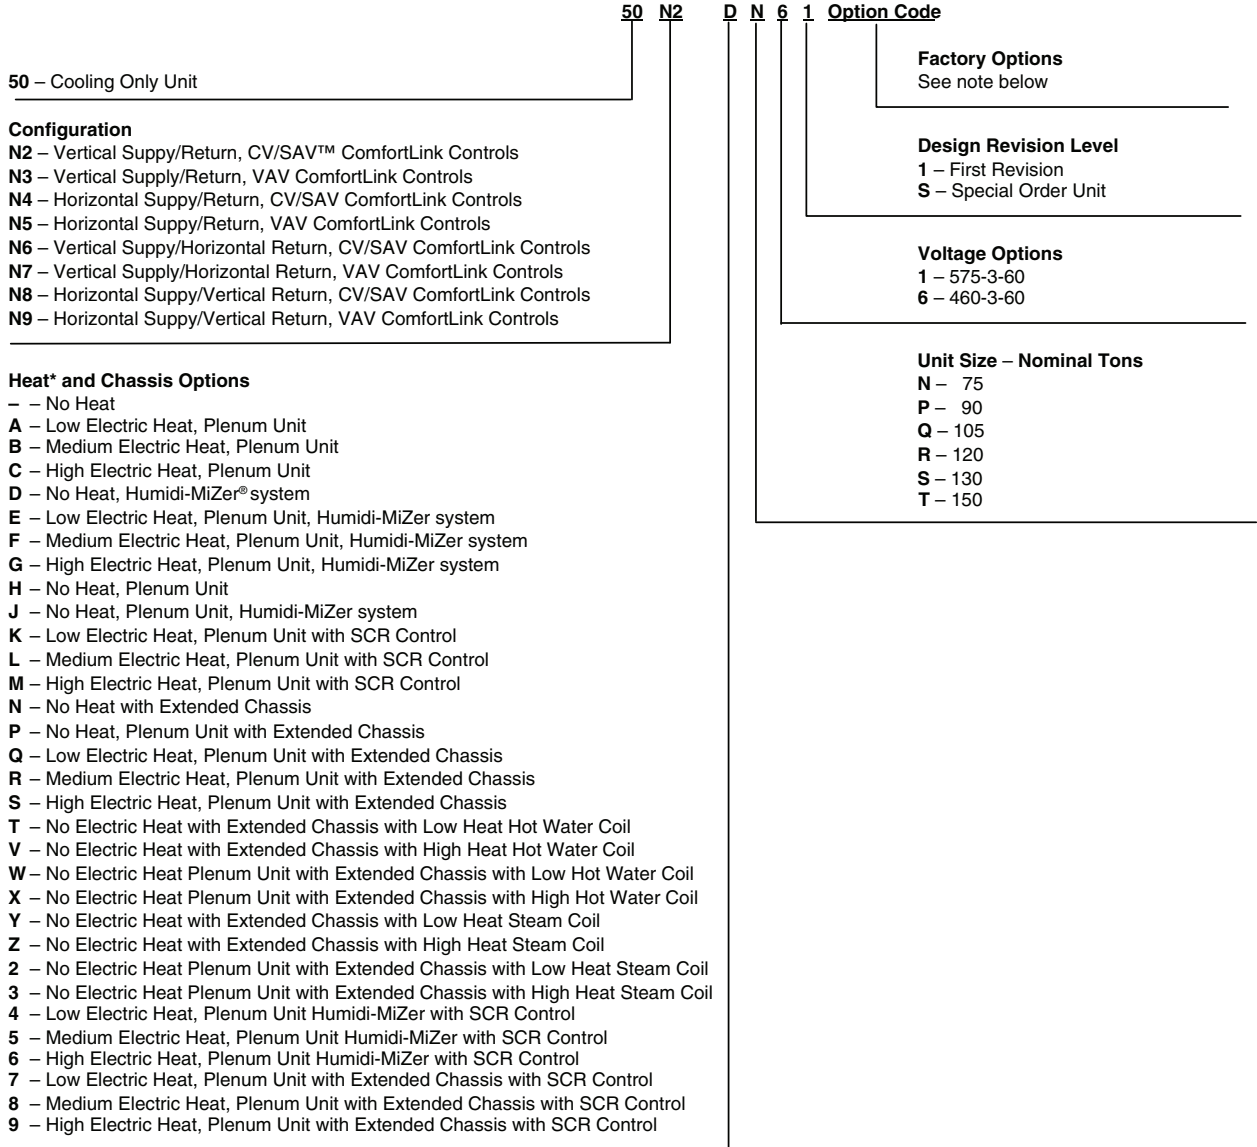 50 N2 D N 6 1 Option Code
50 – Cooling Only Unit
Configuration
N2 – Vertical Suppy/Return, CV/SAV™ ComfortLink Controls
N3 – Vertical Supply/Return, VAV ComfortLink Controls
N4 – Horizontal Suppy/Return, CV/SAV ComfortLink Controls
N5 – Horizontal Suppy/Return, VAV ComfortLink Controls
N6 – Vertical Suppy/Horizontal Return, CV/SAV ComfortLink Controls
N7 – Vertical Supply/Horizontal Return, VAV ComfortLink Controls
N8 – Horizontal Suppy/Vertical Return, CV/SAV ComfortLink Controls
N9 – Horizontal Suppy/Vertical Return, VAV ComfortLink Controls
Heat* and Chassis Options
– – No Heat
A – Low Electric Heat, Plenum Unit
B – Medium Electric Heat, Plenum Unit
C – High Electric Heat, Plenum Unit
D – No Heat, Humidi-MiZer® system
E – Low Electric Heat, Plenum Unit, Humidi-MiZer system
F – Medium Electric Heat, Plenum Unit, Humidi-MiZer system
G – High Electric Heat, Plenum Unit, Humidi-MiZer system
H – No Heat, Plenum Unit
J – No Heat, Plenum Unit, Humidi-MiZer system
K – Low Electric Heat, Plenum Unit with SCR Control
L – Medium Electric Heat, Plenum Unit with SCR Control
M – High Electric Heat, Plenum Unit with SCR Control
N – No Heat with Extended Chassis
P – No Heat, Plenum Unit with Extended Chassis
Q – Low Electric Heat, Plenum Unit with Extended Chassis
R – Medium Electric Heat, Plenum Unit with Extended Chassis
S – High Electric Heat, Plenum Unit with Extended Chassis
T – No Electric Heat with Extended Chassis with Low Heat Hot Water Coil
V – No Electric Heat with Extended Chassis with High Heat Hot Water Coil
W – No Electric Heat Plenum Unit with Extended Chassis with Low Hot Water Coil
X – No Electric Heat Plenum Unit with Extended Chassis with High Hot Water Coil
Y – No Electric Heat with Extended Chassis with Low Heat Steam Coil
Z – No Electric Heat with Extended Chassis with High Heat Steam Coil
2 – No Electric Heat Plenum Unit with Extended Chassis with Low Heat Steam Coil
3 – No Electric Heat Plenum Unit with Extended Chassis with High Heat Steam Coil
4 – Low Electric Heat, Plenum Unit Humidi-MiZer with SCR Control
5 – Medium Electric Heat, Plenum Unit Humidi-MiZer with SCR Control
6 – High Electric Heat, Plenum Unit Humidi-MiZer with SCR Control
7 – Low Electric Heat, Plenum Unit with Extended Chassis with SCR Control
8 – Medium Electric Heat, Plenum Unit with Extended Chassis with SCR Control
9 – High Electric Heat, Plenum Unit with Extended Chassis with SCR Control
Factory Options
See note below
Design Revision Level
1 – First Revision
S – Special Order Unit
Voltage Options
1 – 575-3-60
6 – 460-3-60
Unit Size – Nominal Tons
N – 75
P – 90
Q – 105
R – 120
S – 130
T – 150